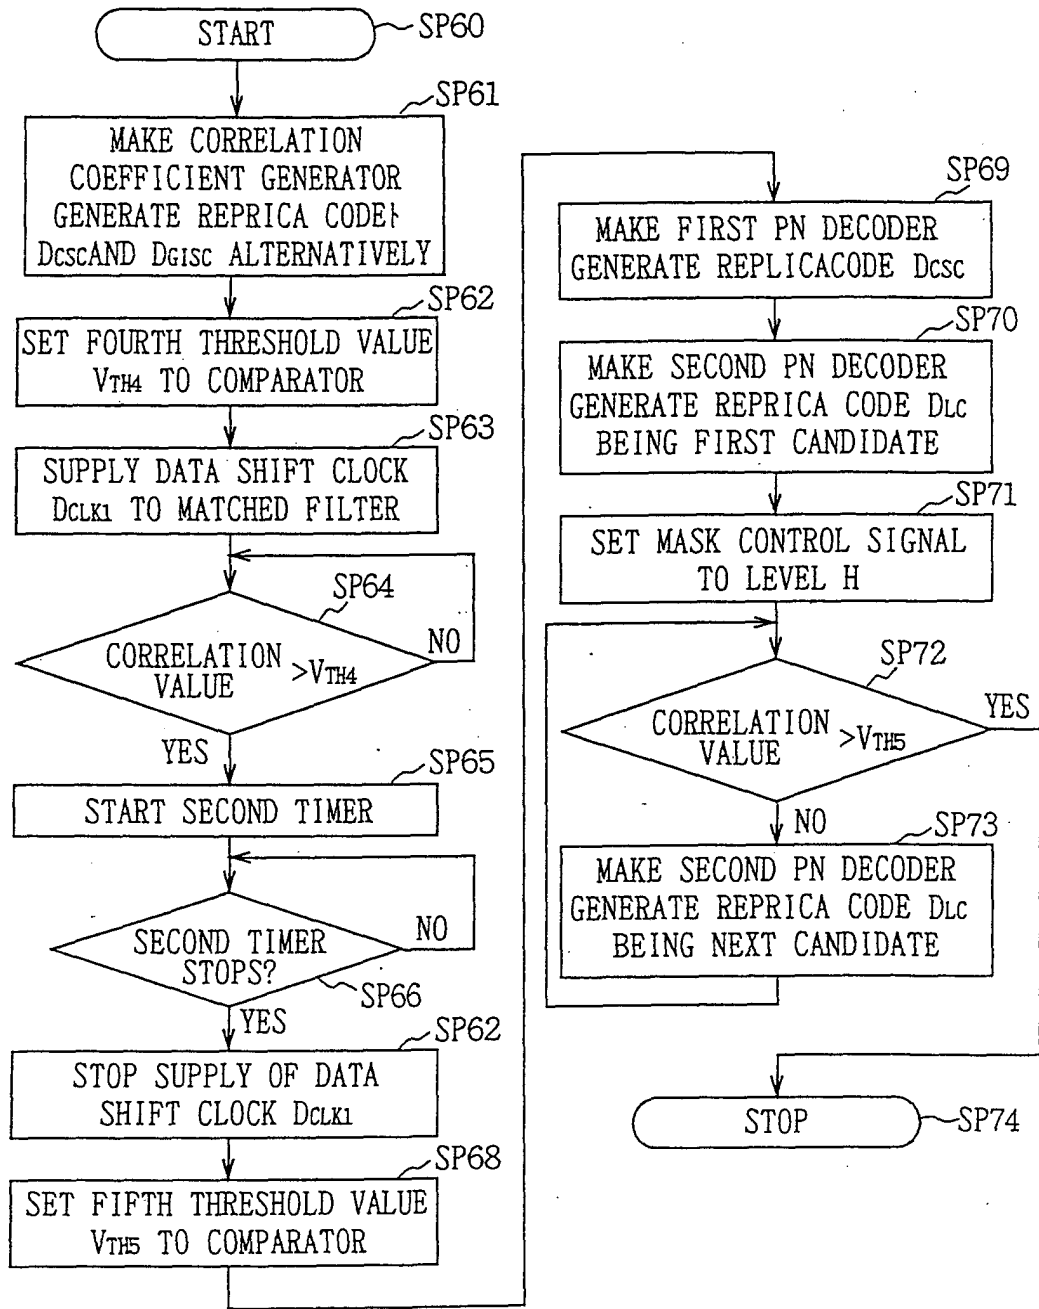 START
SP60
SP61
MAKE CORRELATION
COEFFICIENT GENERATOR
GENERATE REPRICA CODE
DCSC AND DGISC ALTERNATIVELY
SP62
SET FOURTH THRESHOLD VALUE
VTH4 TO COMPARATOR
SP63
SUPPLY DATA SHIFT CLOCK
DCLK1 TO MATCHED FILTER
SP64
CORRELATION
VALUE
>VTH4
NO
YES
SP65
START SECOND TIMER
SECOND TIMER
STOPS?
NO
SP66
YES
SP62
STOP SUPPLY OF DATA
SHIFT CLOCK DCLK1
SP68
SET FIFTH THRESHOLD VALUE
VTH5 TO COMPARATOR
SP69
MAKE FIRST PN DECODER
GENERATE REPLICACODE DCSC
SP70
MAKE SECOND PN DECODER
GENERATE REPRICA CODE DLC
BEING FIRST CANDIDATE
SP71
SET MASK CONTROL SIGNAL
TO LEVEL H
SP72
CORRELATION
VALUE
>VTH5
YES
NO
SP73
MAKE SECOND PN DECODER
GENERATE REPRICA CODE DLC
BEING NEXT CANDIDATE
STOP
SP74